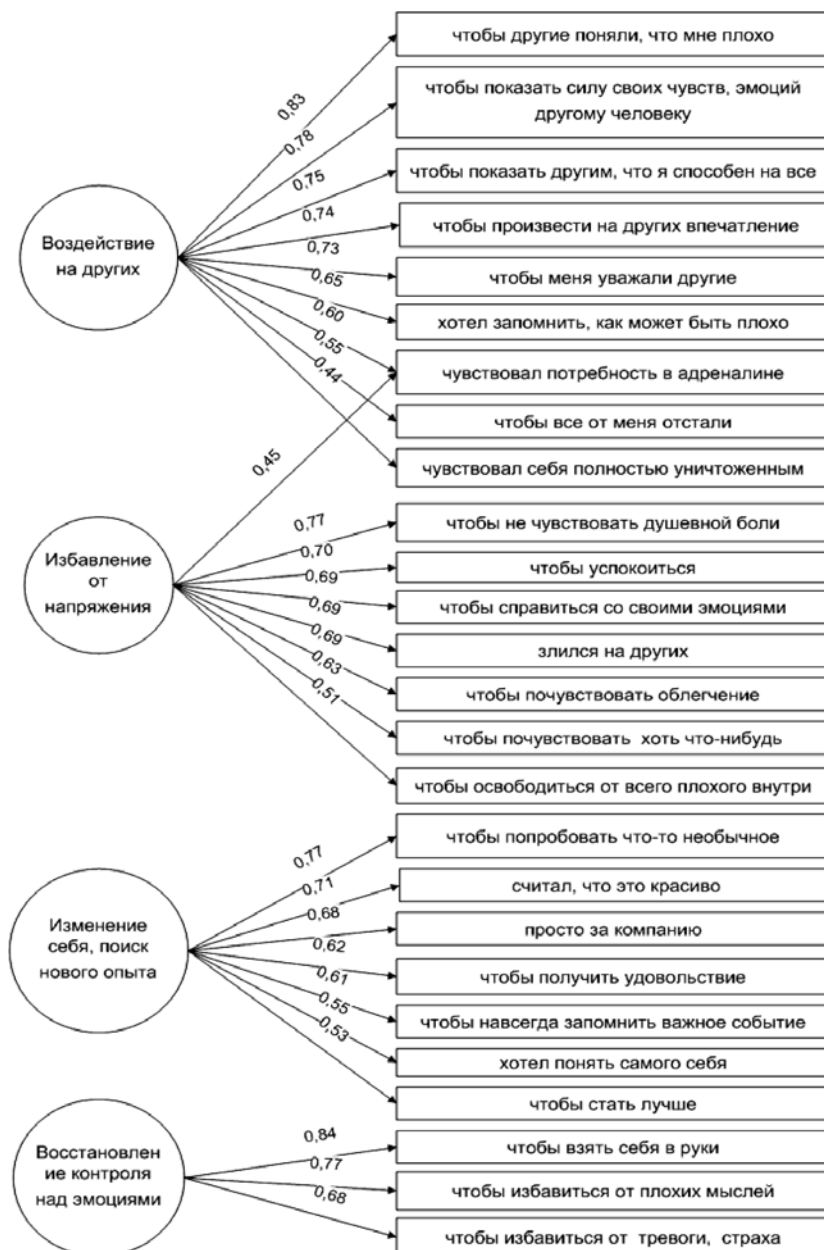 чтобы другие поняли, что мне плохо
чтобы показать силу своих чувств, эмоций
другому человеку
чтобы показать другим, что я способен на все
чтобы произвести на других впечатление
чтобы меня уважали другие
хотел запомнить, как может быть плохо
чувствовал потребность в адреналине
чтобы все от меня отстали
чувствовал себя полностью уничтоженным
0,83
0,78
0,75
0,74
0,73
0,65
0,60
0,55
0,44
Воздействие
на других
0,45
чтобы не чувствовать душевной боли
чтобы успокоиться
чтобы справиться со своими эмоциями
злился на других
чтобы почувствовать облегчение
чтобы почувствовать хоть что-нибудь
чтобы освободиться от всего плохого внутри
0,77
0,70
0,69
0,69
0,69
0,63
0,51
Избавление
от
напряжения
чтобы попробовать что-то необычное
считал, что это красиво
просто за компанию
чтобы получить удовольствие
чтобы навсегда запомнить важное событие
хотел понять самого себя
чтобы стать лучше
0,77
0,71
0,68
0,62
0,61
0,55
0,53
Изменение
себя, поиск
нового опыта
чтобы взять себя в руки
чтобы избавиться от плохих мыслей
чтобы избавиться от тревоги, страха
0,84
0,77
0,68
Восстановлен
ие контроля
над эмоциями